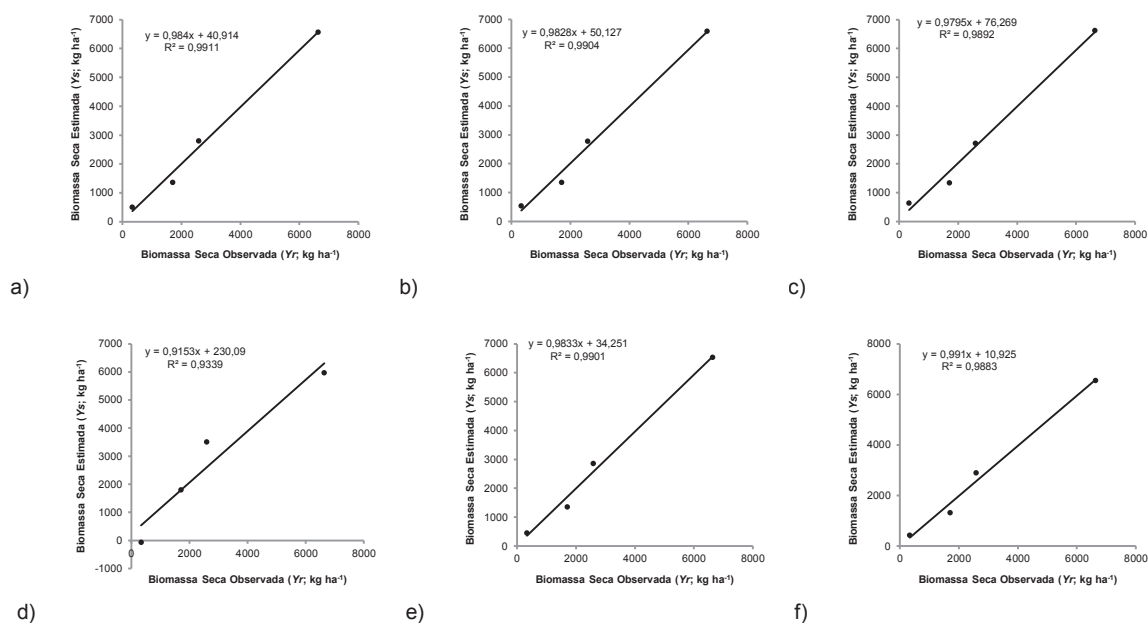 7000
6000
5000
4000
3000
2000
1000
0
0 2000 4000 6000 8000
y = 0,984x + 40,914
R² = 0,9911
Biomassa Seca Estimada (Ys; kg ha-1)
Biomassa Seca Observada (Yr; kg ha-1)
a)
7000
6000
5000
4000
3000
2000
1000
0
0 2000 4000 6000 8000
y = 0,9828x + 50,127
R² = 0,9904
Biomassa Seca Estimada (Ys; kg ha-1)
Biomassa Seca Observada (Yr; kg ha-1)
b)
7000
6000
5000
4000
3000
2000
1000
0
0 2000 4000 6000 8000
y = 0,9795x + 76,269
R² = 0,9892
Biomassa Seca Estimada (Ys; kg ha-1)
Biomassa Seca Observada (Yr; kg ha-1)
c)
7000
6000
5000
4000
3000
2000
1000
0
-1000
0 2000 4000 6000 8000
y = 0,9153x + 230,09
R² = 0,9339
Biomassa Seca Estimada (Ys; kg ha-1)
Biomassa Seca Observada (Yr; kg ha-1)
d)
7000
6000
5000
4000
3000
2000
1000
0
0 2000 4000 6000 8000
y = 0,9833x + 34,251
R² = 0,9901
Biomassa Seca Estimada (Ys; kg ha-1)
Biomassa Seca Observada (Yr; kg ha-1)
e)
8000
6000
4000
2000
0
0 2000 4000 6000 8000
y = 0,991x + 10,925
R² = 0,9883
Biomassa Seca Estimada (Ys; kg ha-1)
Biomassa Seca Observada (Yr; kg ha-1)
f)